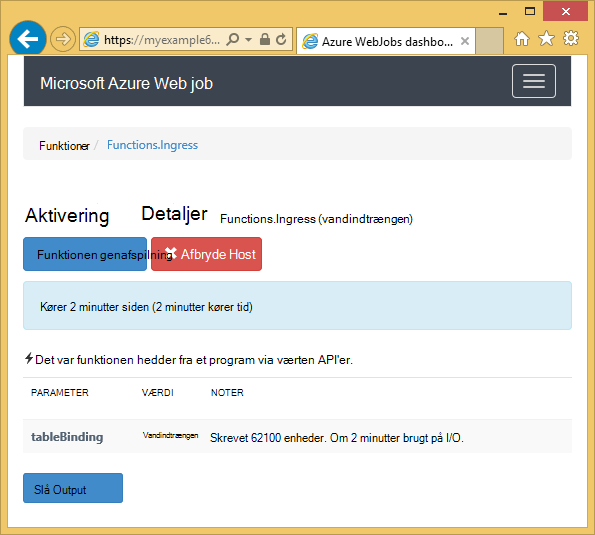 https://myexample6...
Azure WebJobs dashbo...
Microsoft Azure Web job
Funktioner / Functions.Ingress
Aktivering Detaljer Functions.Ingress (vandindtrængen)
Funktionen genafspilning Afbryde Host
Kører 2 minutter siden (2 minutter kører tid)
Det var funktionen hedder fra et program via værten API'er.
PARAMETER VÆRDI NOTER
tableBinding Vandindtrængen Skrevet 62100 enheder. Om 2 minutter brugt på I/O.
Slå Output